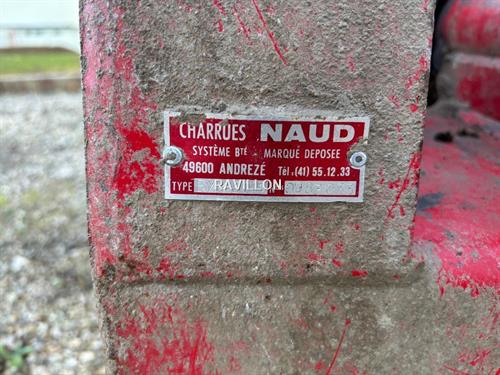 CHARRUES NAUD
SYSTÈME Bté - MARQUE DEPOSEE
49600 ANDREZÉ Tél.(41) 55.12.33
TYPE RAVILLON